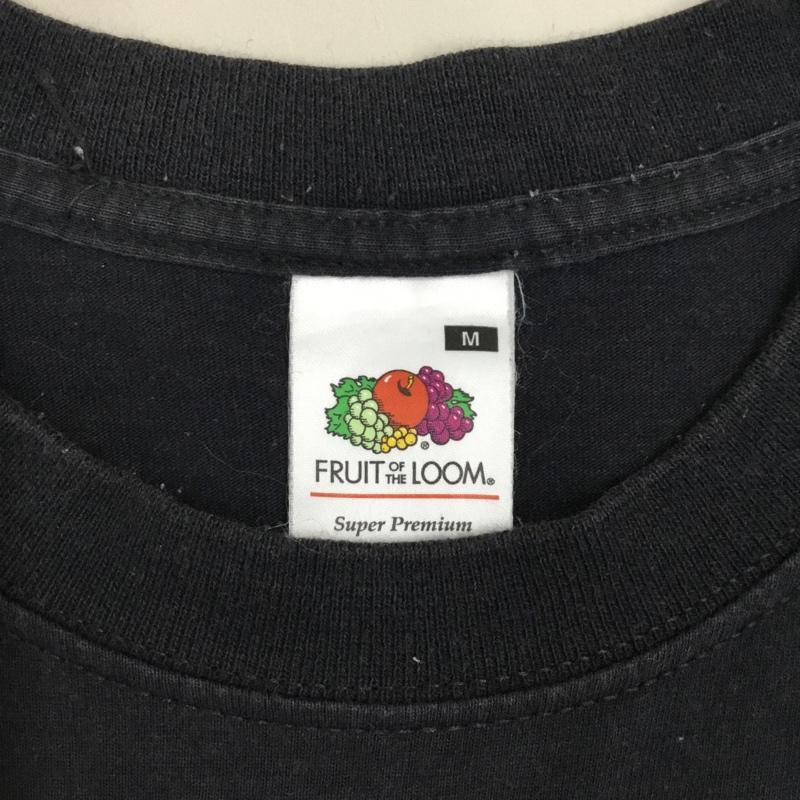 M
®
FRUIT OF THE LOOM®
Super Premium